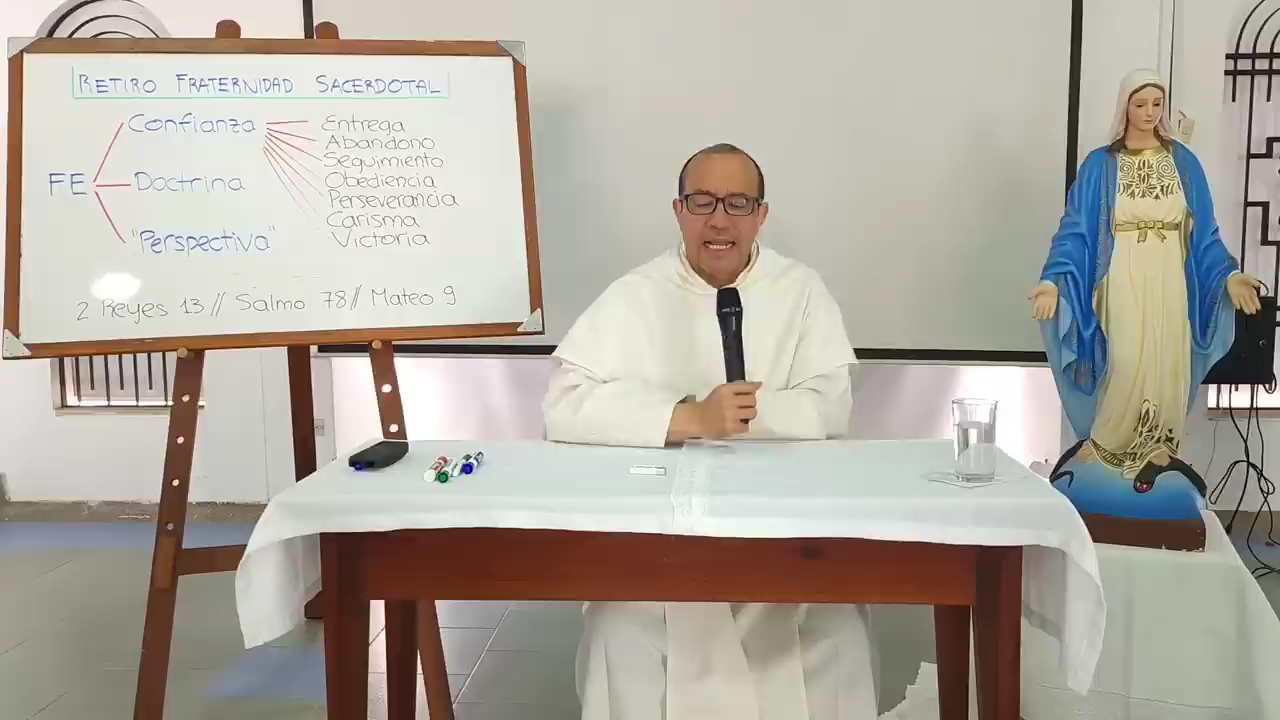 RETIRO FRATERNIDAD SACERDOTAL
FE
Confianza
Doctrina
"Perspectiva"
Entrega
Abandono
Seguimiento
Obediencia
Perseverancia
Carisma
Victoria
2 Reyes 13 // Salmo 78 // Mateo 9